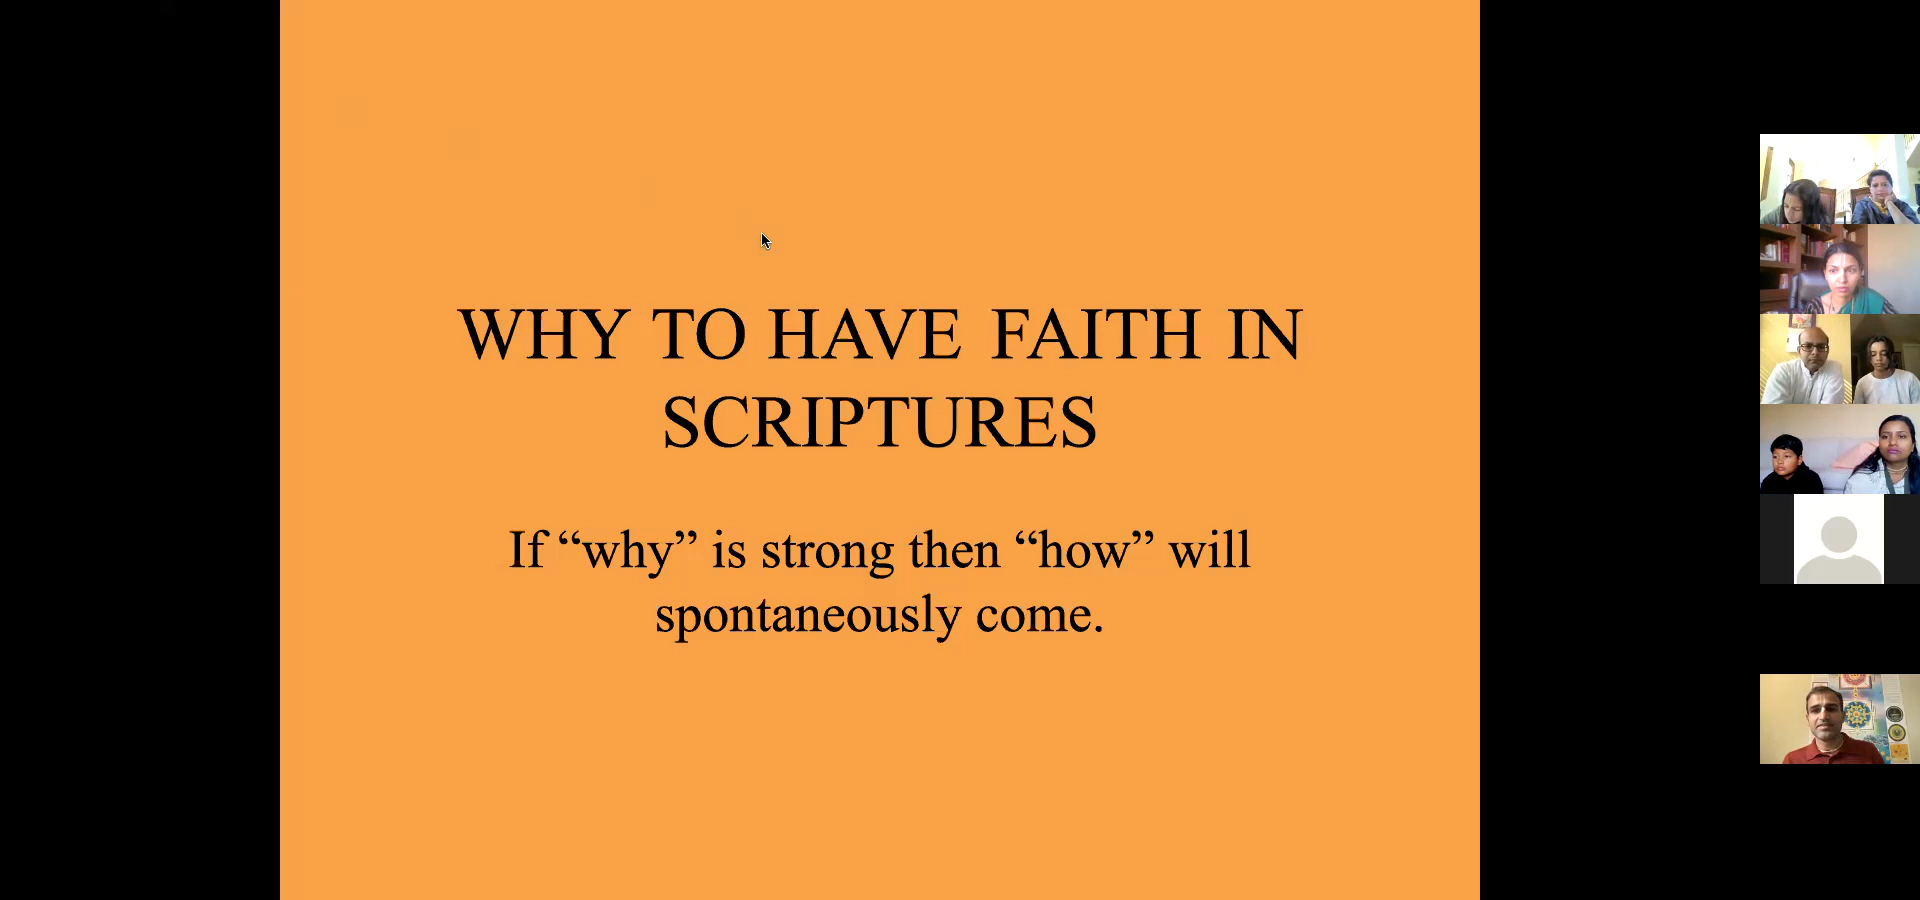 WHY TO HAVE FAITH IN
SCRIPTURES
If “why” is strong then “how” will
spontaneously come.